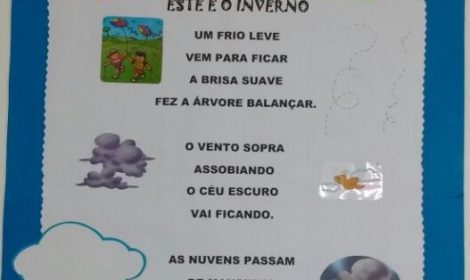 ESTE É O INVERNO
UM FRIO LEVE
VEM PARA FICAR
A BRISA SUAVE
FEZ A ÁRVORE BALANÇAR.
O VENTO SOPRA
ASSOBIANDO
O CÉU ESCURO
VAI FICANDO.
AS NUVENS PASSAM